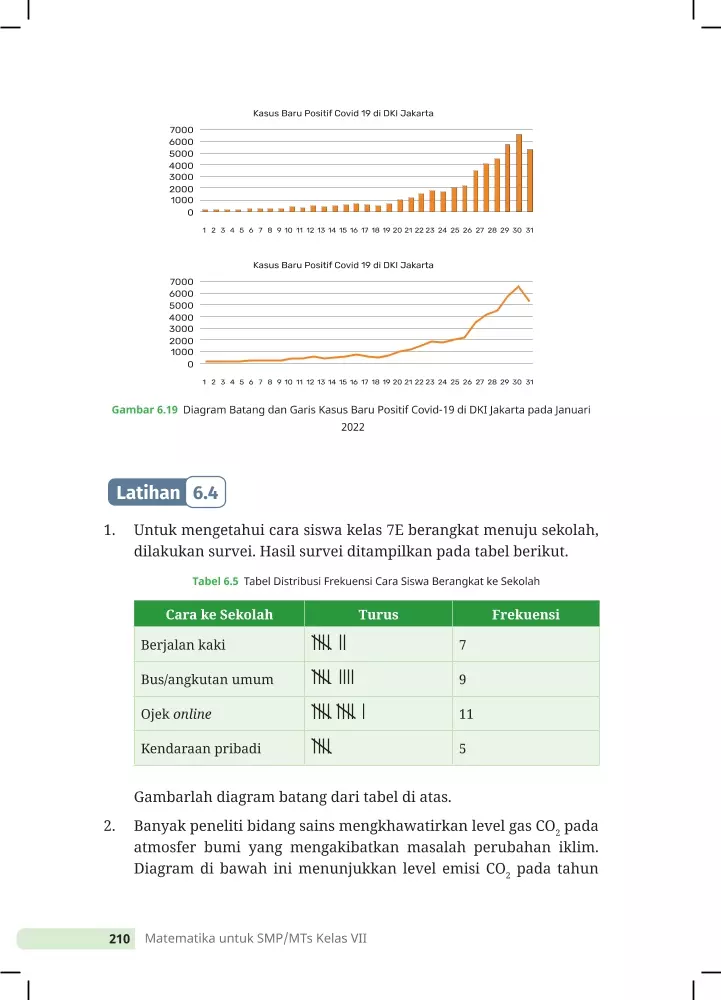 Kasus Baru Positif Covid 19 di DKI Jakarta
7000
6000
5000
4000
3000
2000
1000
0
1 2 3 4 5 6 7 8 9 10 11 12 13 14 15 16 17 18 19 20 21 22 23 24 25 26 27 28 29 30 31
Kasus Baru Positif Covid 19 di DKI Jakarta
7000
6000
5000
4000
3000
2000
1000
0
1 2 3 4 5 6 7 8 9 10 11 12 13 14 15 16 17 18 19 20 21 22 23 24 25 26 27 28 29 30 31
Gambar 6.19 Diagram Batang dan Garis Kasus Baru Positif Covid-19 di DKI Jakarta pada Januari
2022
Latihan 6.4
1. Untuk mengetahui cara siswa kelas 7E berangkat menuju sekolah,
dilakukan survei. Hasil survei ditampilkan pada tabel berikut.
Tabel 6.5 Tabel Distribusi Frekuensi Cara Siswa Berangkat ke Sekolah
Cara ke Sekolah Turus Frekuensi
Berjalan kaki 7
Bus/angkutan umum 9
Ojek online 11
Kendaraan pribadi 5
Gambarlah diagram batang dari tabel di atas.
2. Banyak peneliti bidang sains mengkhawatirkan level gas CO₂ pada
atmosfer bumi yang mengakibatkan masalah perubahan iklim.
Diagram di bawah ini menunjukkan level emisi CO₂ pada tahun
210 Matematika untuk SMP/MTs Kelas VII